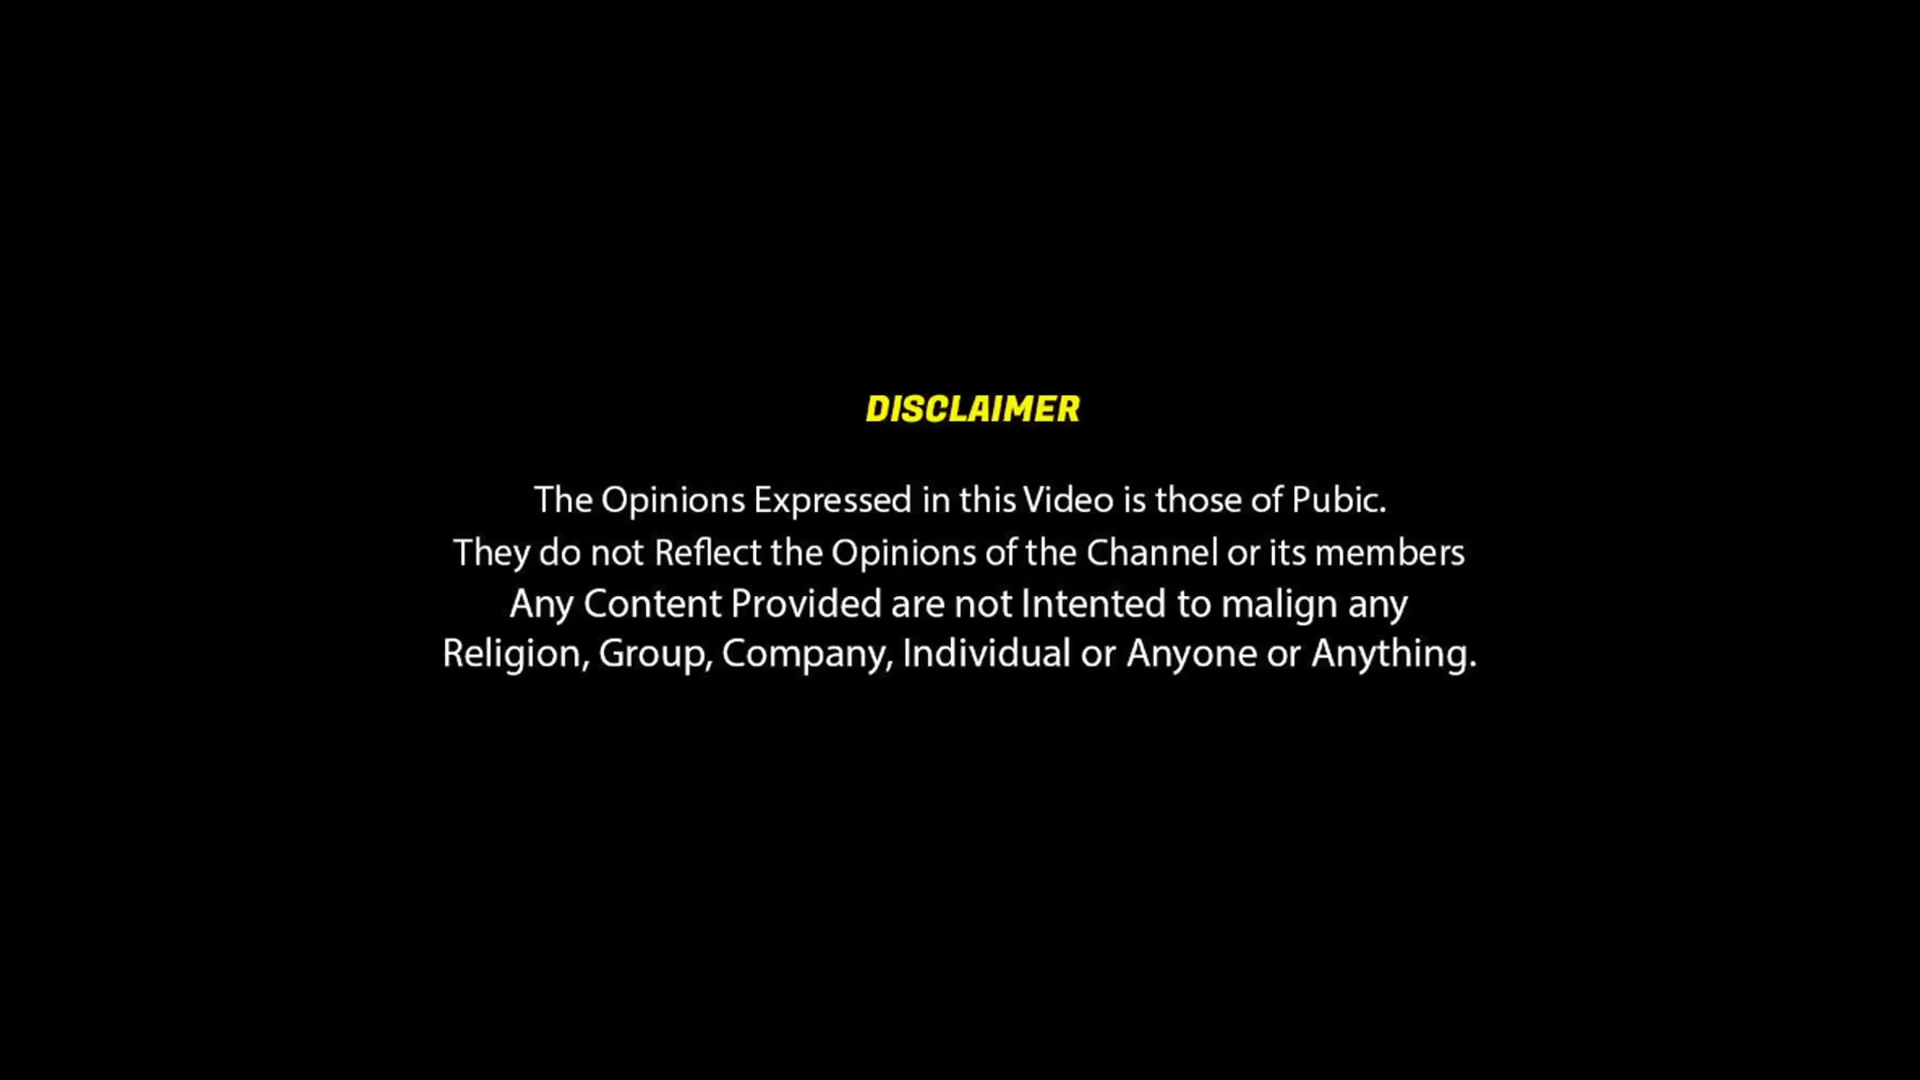 DISCLAIMER
The Opinions Expressed in this Video is those of Pubic.
They do not Reflect the Opinions of the Channel or its members
Any Content Provided are not Intented to malign any
Religion, Group, Company, Individual or Anyone or Anything.